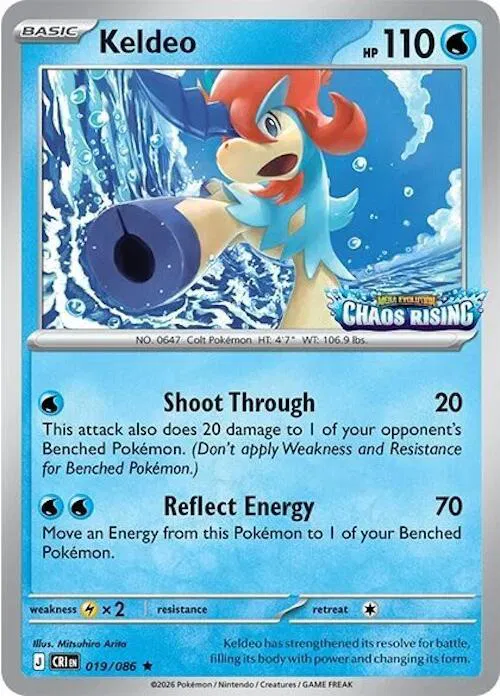 BASIC
Keldeo
HP 110
MEGA EVOLUTION
CHAOS RISING
NO. 0647 Colt Pokémon HT: 4'7" WT: 106.9 lbs.
Shoot Through 20
This attack also does 20 damage to 1 of your opponent's
Benched Pokémon. (Don't apply Weakness and Resistance
for Benched Pokémon.)
Reflect Energy 70
Move an Energy from this Pokémon to 1 of your Benched
Pokémon.
weakness ×2 resistance retreat
Illus. Mitsuhiro Arita
J CRI EN 019/086 ★
Keldeo has strengthened its resolve for battle,
filling its body with power and changing its form.
©2026 Pokémon / Nintendo / Creatures / GAME FREAK